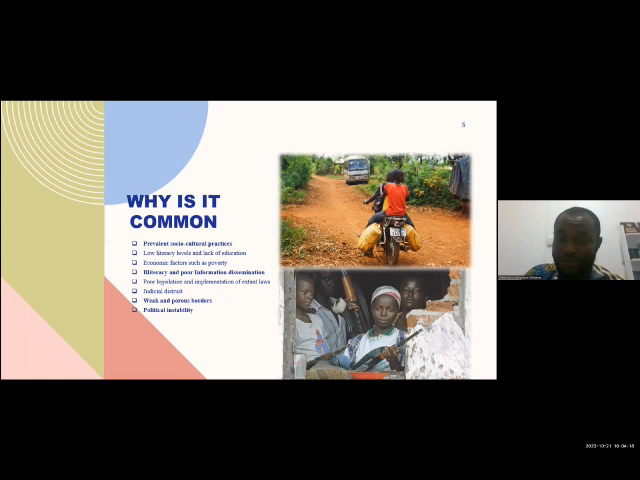 5
WHY IS IT
COMMON
Prevalent socio-cultural practices
Low literacy levels and lack of education
Economic factors such as poverty
Illiteracy and poor Information dissemination
Poor legislation and implementation of extant laws
Judicial distrust
Weak and porous borders
Political instability